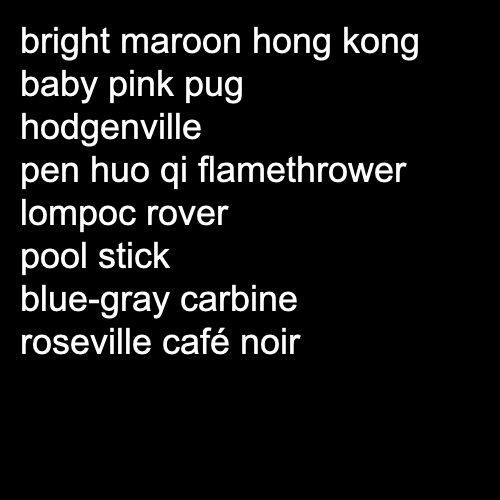 bright maroon hong kong
baby pink pug
hodgenville
pen huo qi flamethrower
lompoc rover
pool stick
blue-gray carbine
roseville café noir